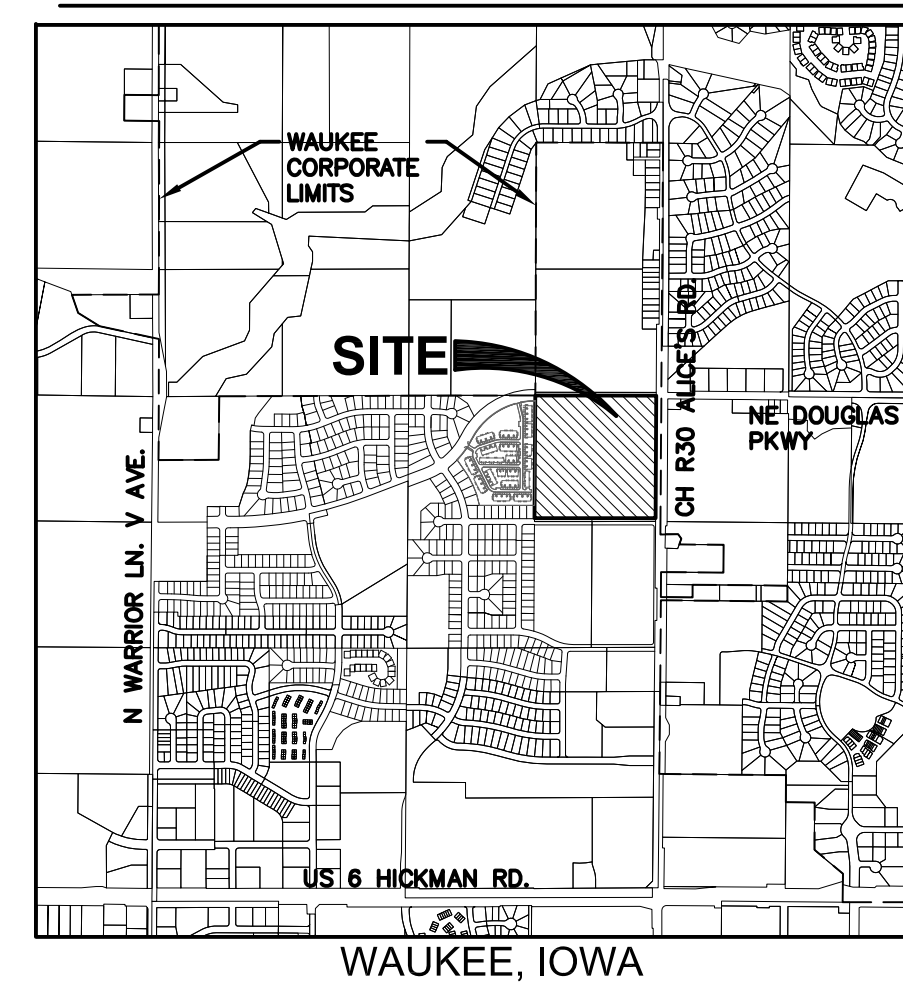 WAUKEE
CORPORATE
LIMITS
SITE
CH R30 ALICE'S RD.
NE DOUGLAS
PKWY
N WARRIOR LN. V AVE.
US 6 HICKMAN RD.
WAUKEE, IOWA